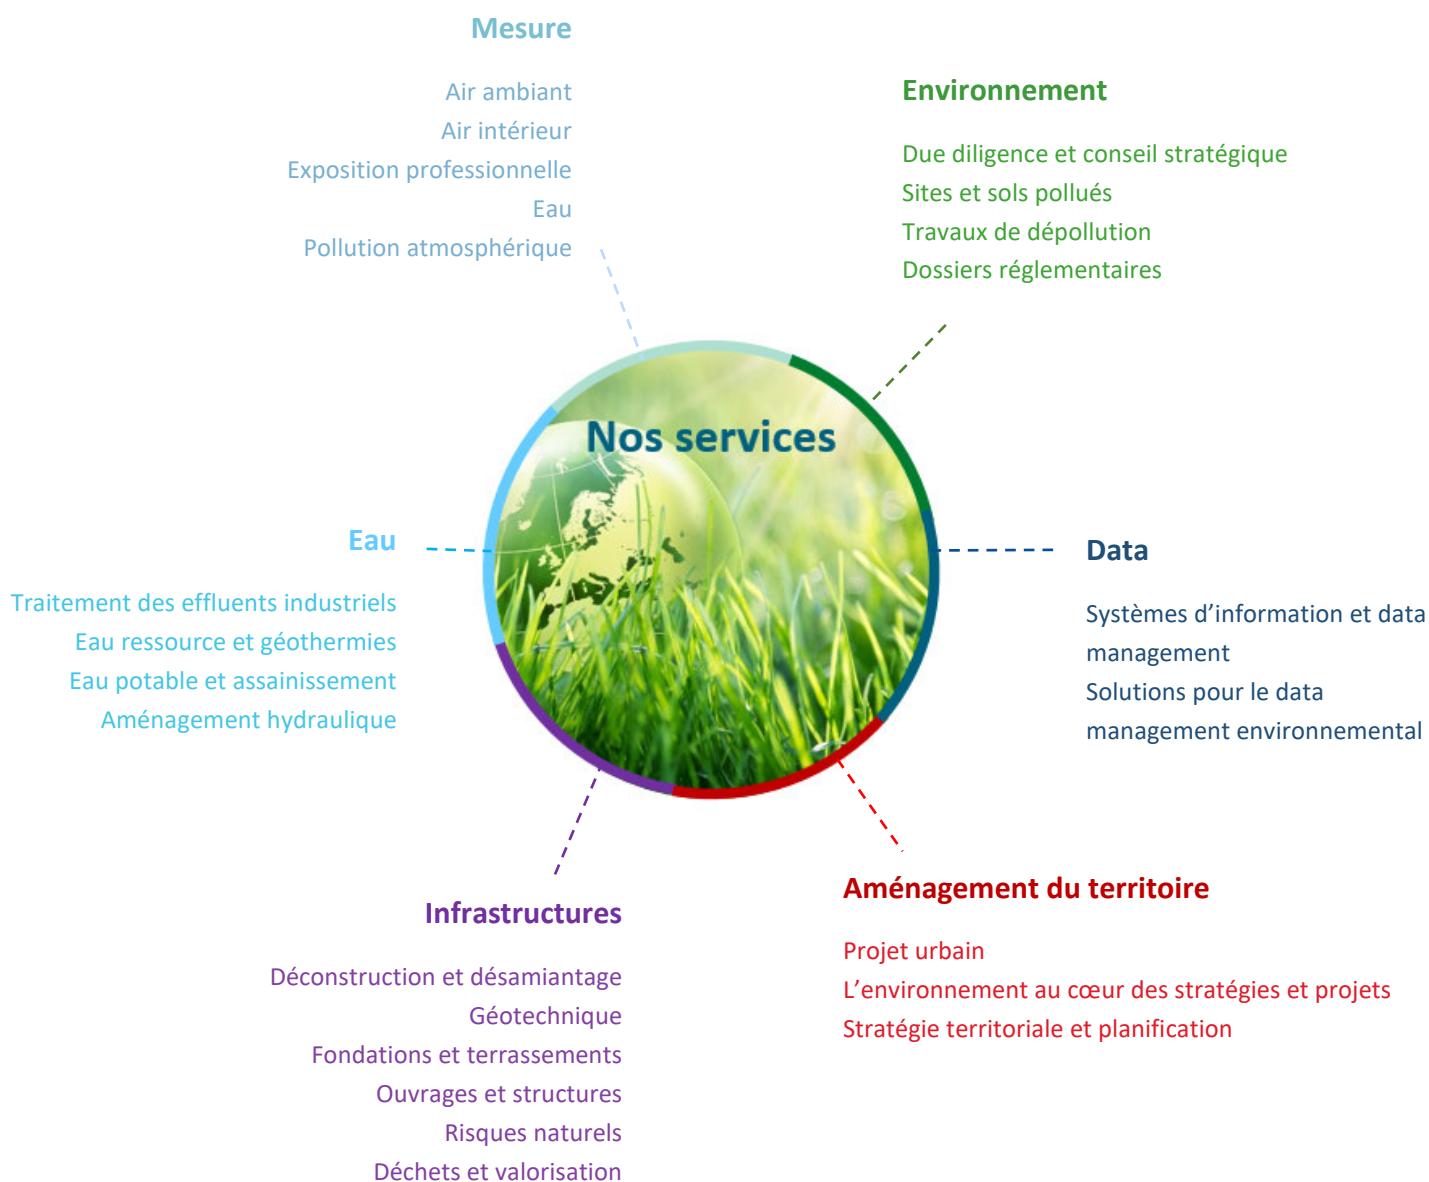 Mesure
Air ambiant
Air intérieur
Exposition professionnelle
Eau
Pollution atmosphérique
Environnement
Due diligence et conseil stratégique
Sites et sols pollués
Travaux de dépollution
Dossiers réglementaires
Nos services
Eau
Traitement des effluents industriels
Eau ressource et géothermies
Eau potable et assainissement
Aménagement hydraulique
Data
Systèmes d’information et data
management
Solutions pour le data
management environnemental
Infrastructures
Déconstruction et désamiantage
Géotechnique
Fondations et terrassements
Ouvrages et structures
Risques naturels
Déchets et valorisation
Aménagement du territoire
Projet urbain
L’environnement au cœur des stratégies et projets
Stratégie territoriale et planification